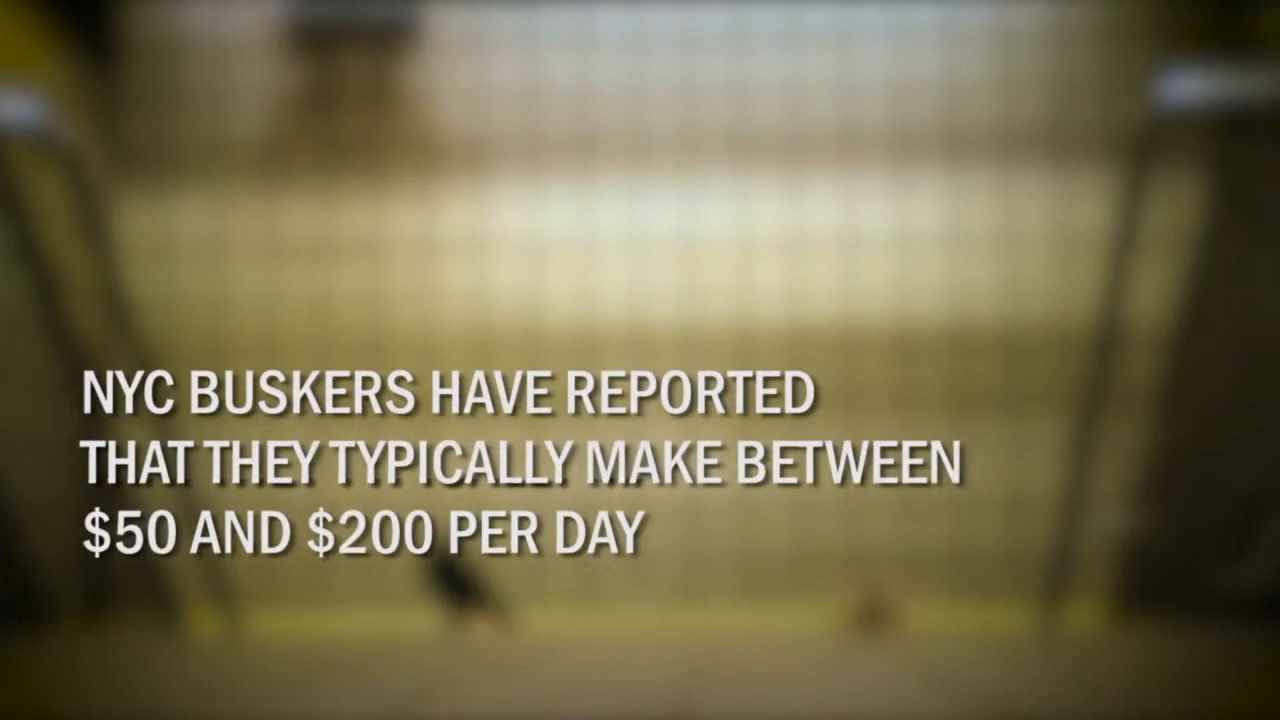 NYC BUSKERS HAVE REPORTED
THAT THEY TYPICALLY MAKE BETWEEN
$50 AND $200 PER DAY